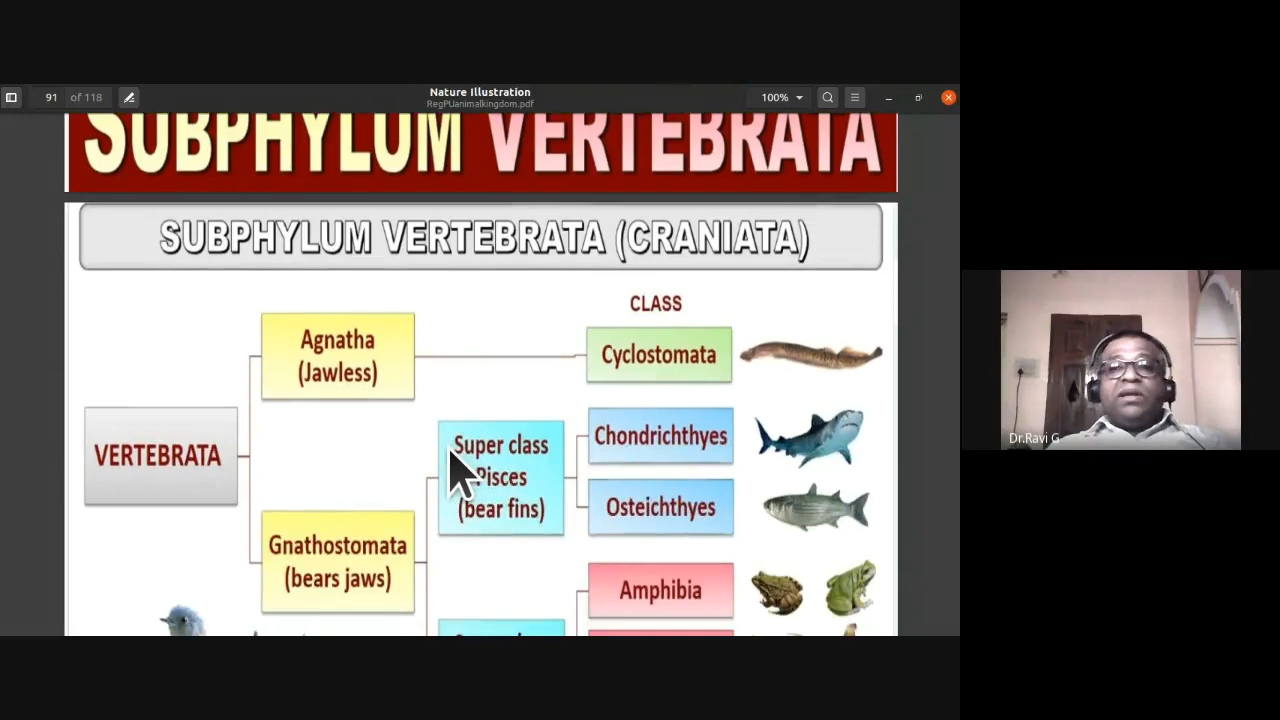 91 of 118
Nature Illustration
RegPUanimalkingdom.pdf
100%
SUBPHYLUM VERTEBRATA
SUBPHYLUM VERTEBRATA (CRANIATA)
CLASS
Agnatha
(Jawless)
Cyclostomata
VERTEBRATA
Super class
Pisces
(bear fins)
Chondrichthyes
Osteichthyes
Gnathostomata
(bears jaws)
Amphibia
Dr.Ravi G